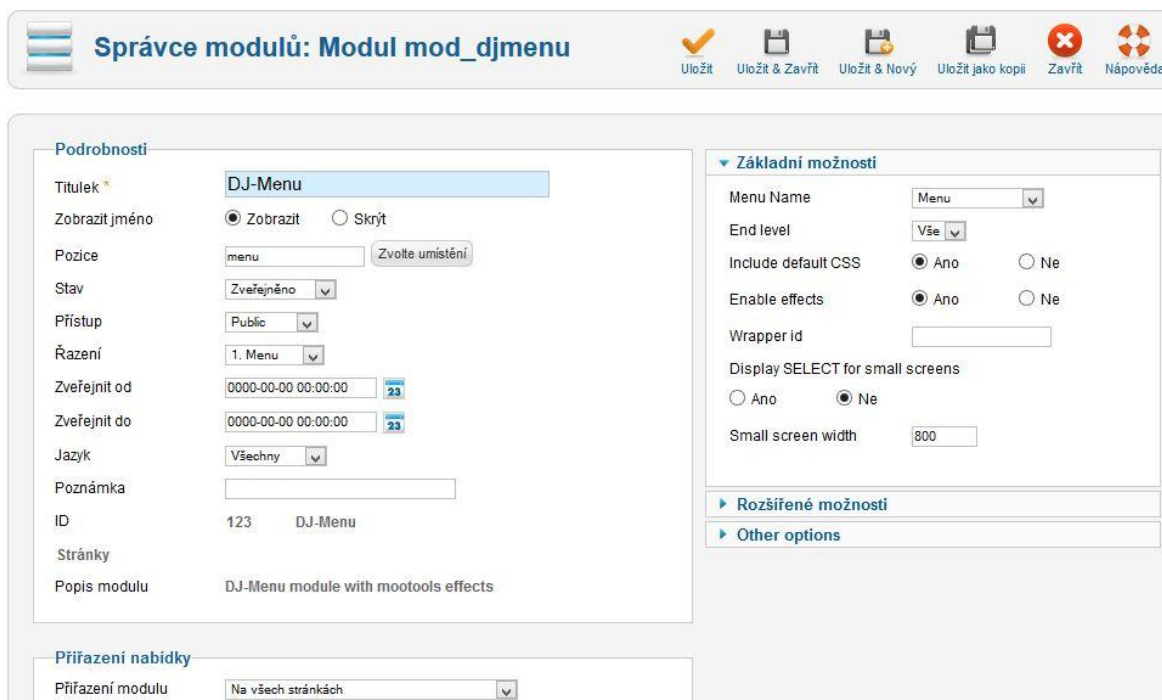 Správce modulů: Modul mod_djmenu
Uložit
Uložit & Zavřít
Uložit & Nový
Uložit jako kopii
Zavřít
Nápověda
Podrobnosti
Titulek * DJ-Menu
Zobrazit jméno Zobrazit Skrýt
Pozice menu Zvolte umístění
Stav Zveřejněno
Přístup Public
Řazení 1. Menu
Zveřejnit od 0000-00-00 00:00:00 23
Zveřejnit do 0000-00-00 00:00:00 23
Jazyk Všechny
Poznámka
ID 123 DJ-Menu
Stránky
Popis modulu DJ-Menu module with mootools effects
Přiřazení nabídky
Přiřazení modulu Na všech stránkách
Základní možnosti
Menu Name Menu
End level Vše
Include default CSS Ano Ne
Enable effects Ano Ne
Wrapper id
Display SELECT for small screens
Ano Ne
Small screen width 800
Rozšířené možnosti
Other options